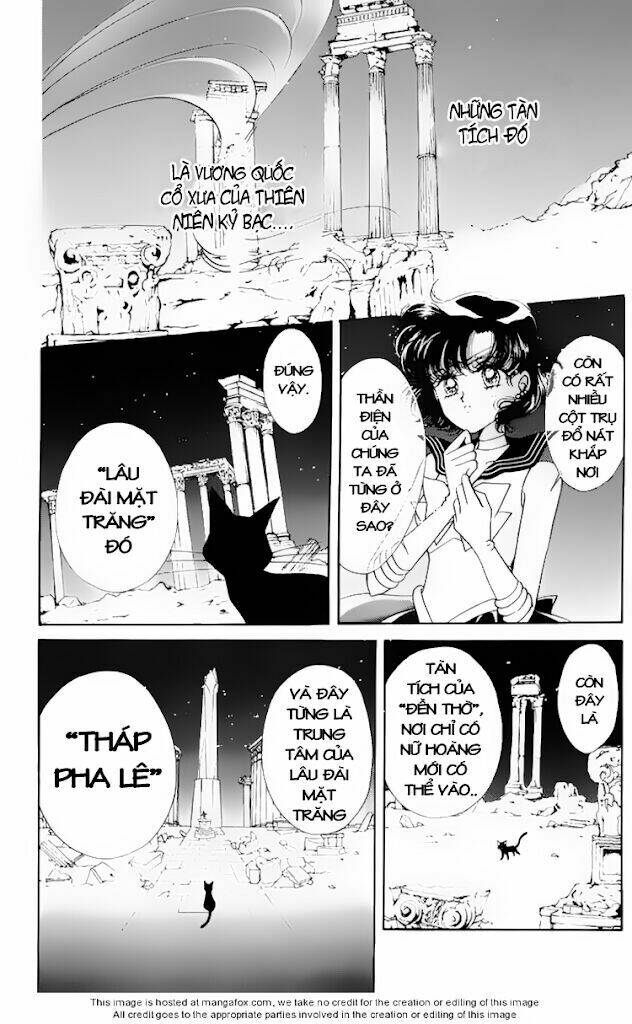 NHỮNG TÀN
TÍCH ĐÓ
LÀ VƯƠNG QUỐC
CỔ XƯA CỦA THIÊN
NIÊN KỶ BẠC....
CÒN
CÓ RẤT
NHIỀU
CỘT TRỤ
ĐỔ NÁT
KHẮP
NƠI
THẦN
ĐIỆN
CỦA
CHÚNG
TA ĐÃ
TỪNG Ở
ĐÂY
SAO?
ĐÚNG
VẬY.
“LÂU
ĐÀI MẶT
TRĂNG”
ĐÓ
CÒN
ĐÂY
LÀ
TÀN
TÍCH CỦA
“ĐỀN THỜ”,
NƠI CHỈ CÓ
NỮ HOÀNG
MỚI CÓ
THỂ VÀO..
VÀ ĐÂY
TỪNG LÀ
TRUNG
TÂM CỦA
LÂU ĐÀI
MẶT
TRĂNG
“THÁP
PHA LÊ”
This image is hosted at mangafox.com, we take no credit for the creation or editing of this image
All credit goes to the appropriate parties involved in the creation or editing of this image.